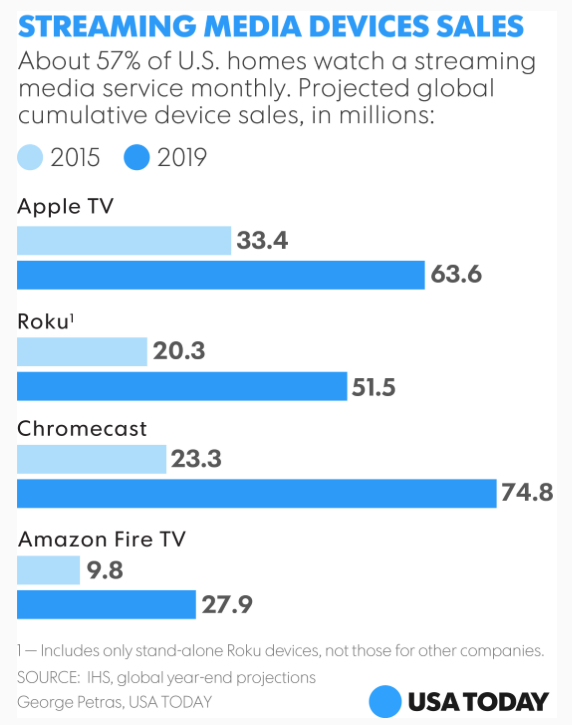 STREAMING MEDIA DEVICES SALES
About 57% of U.S. homes watch a streaming
media service monthly. Projected global
cumulative device sales, in millions:
2015 2019
Apple TV
33.4
63.6
Roku¹
20.3
51.5
Chromecast
23.3
74.8
Amazon Fire TV
9.8
27.9
1 — Includes only stand-alone Roku devices, not those for other companies.
SOURCE: IHS, global year-end projections
George Petras, USA TODAY
USA TODAY